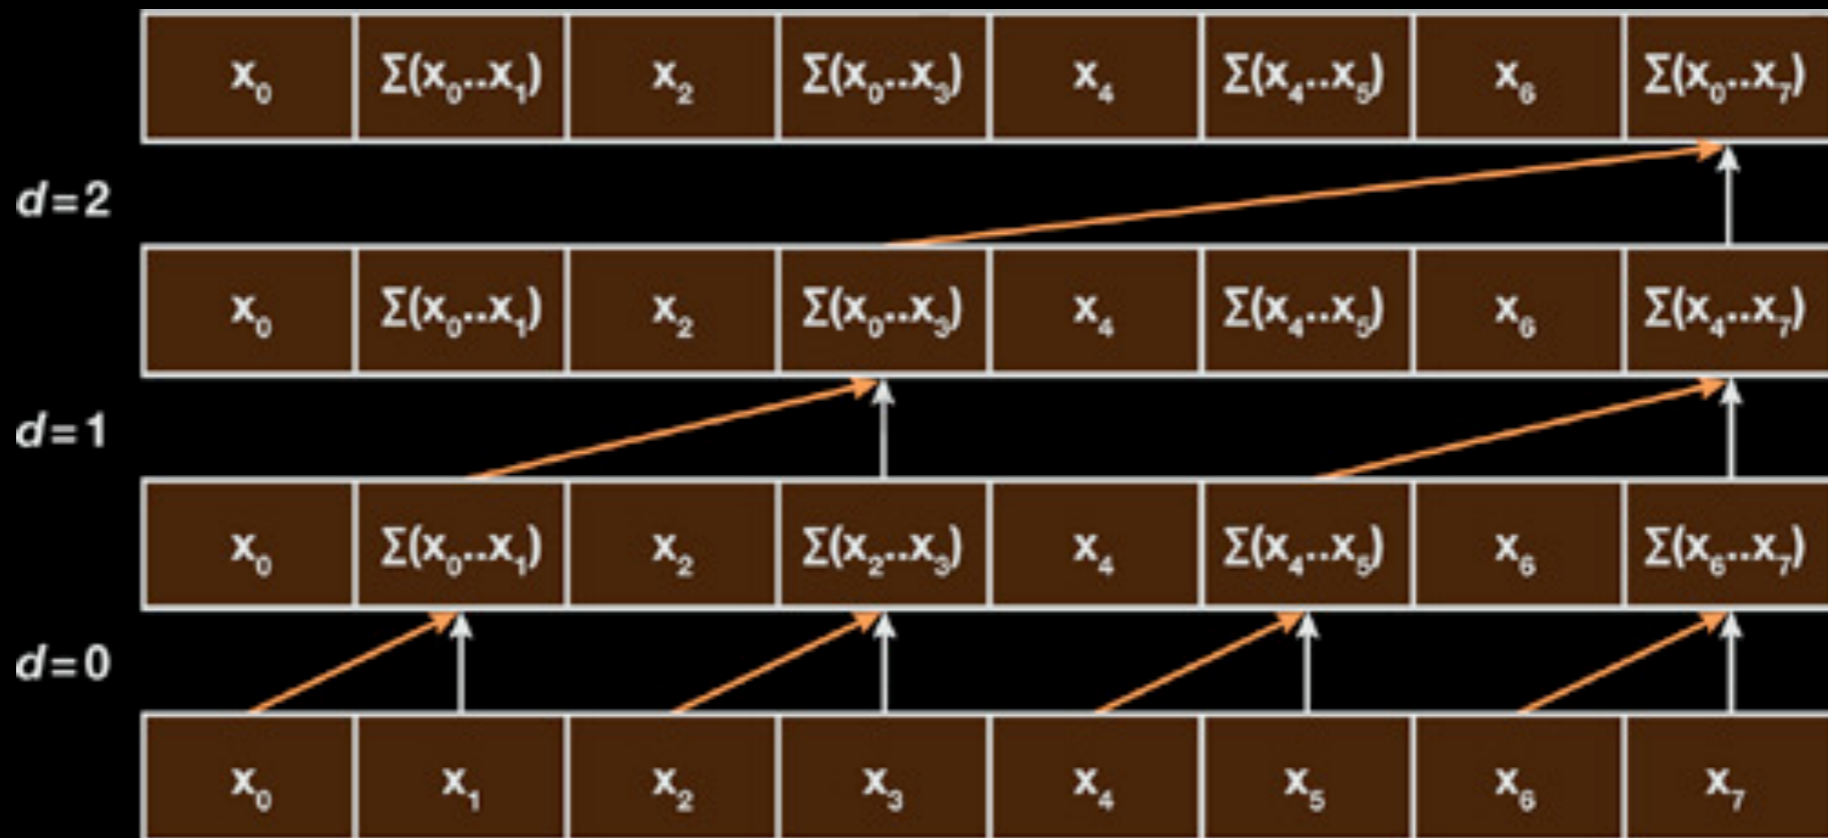 x₀ Σ(x₀..x₁) x₂ Σ(x₀..x₃) x₄ Σ(x₄..x₅) x₆ Σ(x₀..x₇)
d=2
x₀ Σ(x₀..x₁) x₂ Σ(x₀..x₃) x₄ Σ(x₄..x₅) x₆ Σ(x₄..x₇)
d=1
x₀ Σ(x₀..x₁) x₂ Σ(x₂..x₃) x₄ Σ(x₄..x₅) x₆ Σ(x₆..x₇)
d=0
x₀ x₁ x₂ x₃ x₄ x₅ x₆ x₇